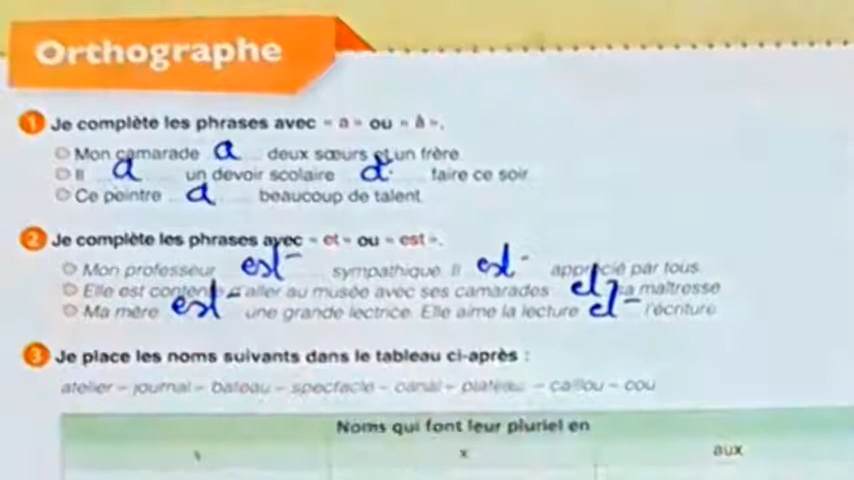 Orthographe
1 Je complète les phrases avec « a » ou « à ».
Mon camarade a deux sœurs et un frère
Il a un devoir scolaire à faire ce soir
Ce peintre a beaucoup de talent
2 Je complète les phrases avec « et » ou « est ».
Mon professeur est sympathique. Il est apprécié par tous
Elle est contente d'aller au musée avec ses camarades et sa maîtresse
Ma mère est une grande lectrice. Elle aime la lecture et l'écriture
3 Je place les noms suivants dans le tableau ci-après :
atelier – journal – bateau – spectacle – canal – plateau – caillou – cou
Noms qui font leur pluriel en
s x aux